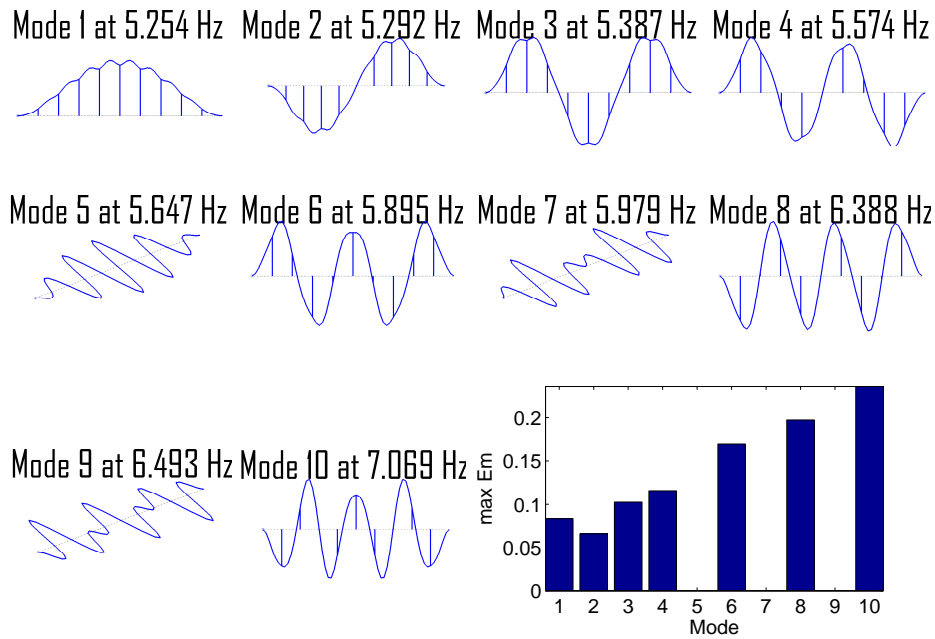 Mode 1 at 5.254 Hz
Mode 2 at 5.292 Hz
Mode 3 at 5.387 Hz
Mode 4 at 5.574 Hz
Mode 5 at 5.647 Hz
Mode 6 at 5.895 Hz
Mode 7 at 5.979 Hz
Mode 8 at 6.388 Hz
Mode 9 at 6.493 Hz
Mode 10 at 7.069 Hz
max Em
0.2
0.15
0.1
0.05
0
1 2 3 4 5 6 7 8 9 10
Mode